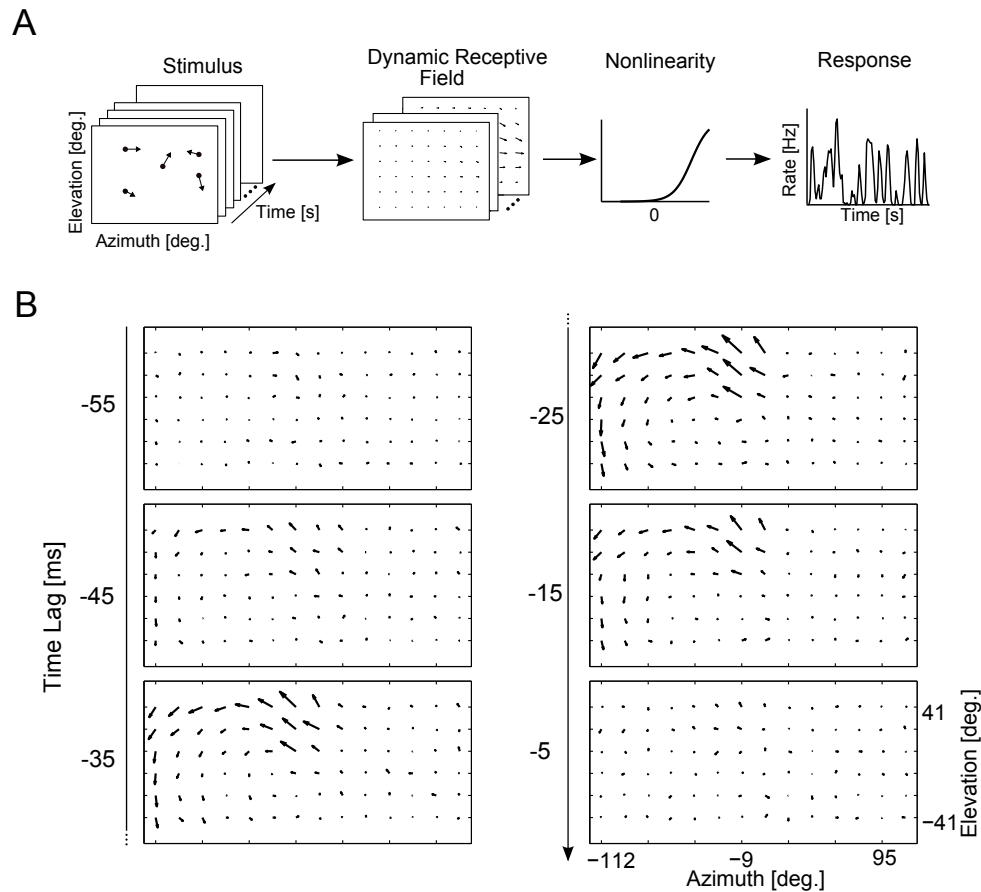 A
Stimulus
Dynamic Receptive
Field
Nonlinearity
Response
Elevation [deg.]
Azimuth [deg.]
Time [s]
0
Rate [Hz]
Time [s]
B
Time Lag [ms]
-55
-45
-35
-25
-15
-5
41
−41
Elevation [deg.]
−112
−9
95
Azimuth [deg.]